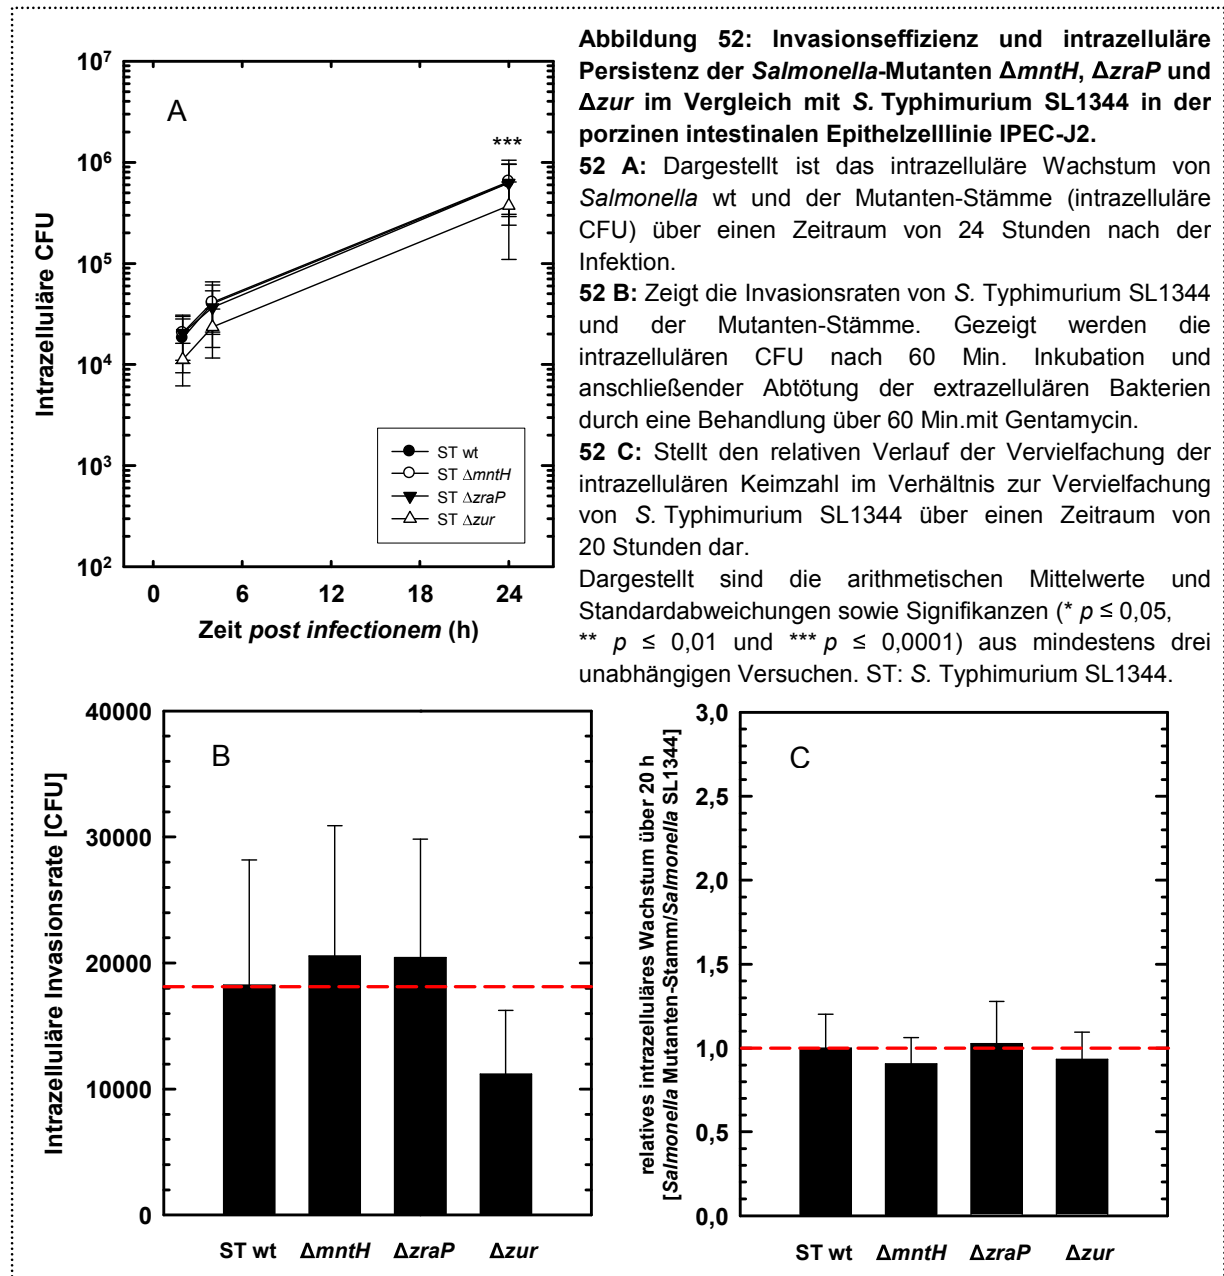 A
10⁷
10⁶
10⁵
10⁴
10³
10²
***
Intrazelluläre CFU
ST wt
ST ΔmntH
ST ΔzraP
ST Δzur
0 6 12 18 24
Zeit post infectionem (h)
Abbildung 52: Invasionseffizienz und intrazelluläre
Persistenz der Salmonella-Mutanten ΔmntH, ΔzraP und
Δzur im Vergleich mit S. Typhimurium SL1344 in der
porzinen intestinalen Epithelzelllinie IPEC-J2.
52 A: Dargestellt ist das intrazelluläre Wachstum von
Salmonella wt und der Mutanten-Stämme (intrazelluläre
CFU) über einen Zeitraum von 24 Stunden nach der
Infektion.
52 B: Zeigt die Invasionsraten von S. Typhimurium SL1344
und der Mutanten-Stämme. Gezeigt werden die
intrazellulären CFU nach 60 Min. Inkubation und
anschließender Abtötung der extrazellulären Bakterien
durch eine Behandlung über 60 Min.mit Gentamycin.
52 C: Stellt den relativen Verlauf der Vervielfachung der
intrazellulären Keimzahl im Verhältnis zur Vervielfachung
von S. Typhimurium SL1344 über einen Zeitraum von
20 Stunden dar.
Dargestellt sind die arithmetischen Mittelwerte und
Standardabweichungen sowie Signifikanzen (* p ≤ 0,05,
** p ≤ 0,01 und *** p ≤ 0,0001) aus mindestens drei
unabhängigen Versuchen. ST: S. Typhimurium SL1344.
B
40000
30000
20000
10000
0
Intrazelluläre Invasionsrate [CFU]
ST wt ΔmntH ΔzraP Δzur
C
3,0
2,5
2,0
1,5
1,0
0,5
0,0
relatives intrazelluläres Wachstum über 20 h
[Salmonella Mutanten-Stamm/Salmonella SL1344]
ST wt ΔmntH ΔzraP Δzur